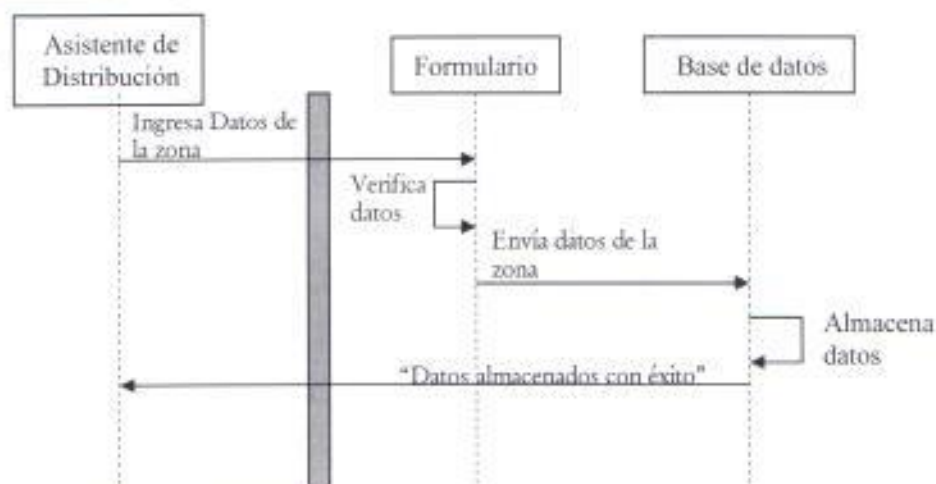 Asistente de
Distribución
Formulario
Base de datos
Ingresa Datos de
la zona
Verifica
datos
Envía datos de la
zona
Almacena
datos
“Datos almacenados con éxito”